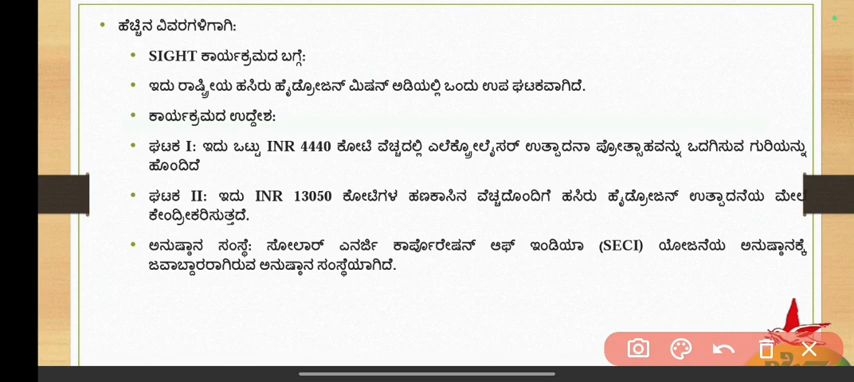 ಹೆಚ್ಚಿನ ವಿವರಗಳಿಗಾಗಿ:
SIGHT ಕಾರ್ಯಕ್ರಮದ ಬಗ್ಗೆ:
ಇದು ರಾಷ್ಟ್ರೀಯ ಹಸಿರು ಹೈಡ್ರೋಜನ್ ಮಿಷನ್ ಅಡಿಯಲ್ಲಿ ಒಂದು ಉಪ ಘಟಕವಾಗಿದೆ.
ಕಾರ್ಯಕ್ರಮದ ಉದ್ದೇಶ:
ಘಟಕ I: ಇದು ಒಟ್ಟು INR 4440 ಕೋಟಿ ವೆಚ್ಚದಲ್ಲಿ ಎಲೆಕ್ಟ್ರೋಲೈಸರ್ ಉತ್ಪಾದನಾ ಪ್ರೋತ್ಸಾಹವನ್ನು ಒದಗಿಸುವ ಗುರಿಯನ್ನು
ಹೊಂದಿದೆ
ಘಟಕ II: ಇದು INR 13050 ಕೋಟಿಗಳ ಹಣಕಾಸಿನ ವೆಚ್ಚದೊಂದಿಗೆ ಹಸಿರು ಹೈಡ್ರೋಜನ್ ಉತ್ಪಾದನೆಯ ಮೇಲೆ
ಕೇಂದ್ರೀಕರಿಸುತ್ತದೆ.
ಅನುಷ್ಠಾನ ಸಂಸ್ಥೆ: ಸೋಲಾರ್ ಎನರ್ಜಿ ಕಾರ್ಪೊರೇಷನ್ ಆಫ್ ಇಂಡಿಯಾ (SECI) ಯೋಜನೆಯ ಅನುಷ್ಠಾನಕ್ಕೆ
ಜವಾಬ್ದಾರರಾಗಿರುವ ಅನುಷ್ಠಾನ ಸಂಸ್ಥೆಯಾಗಿದೆ.